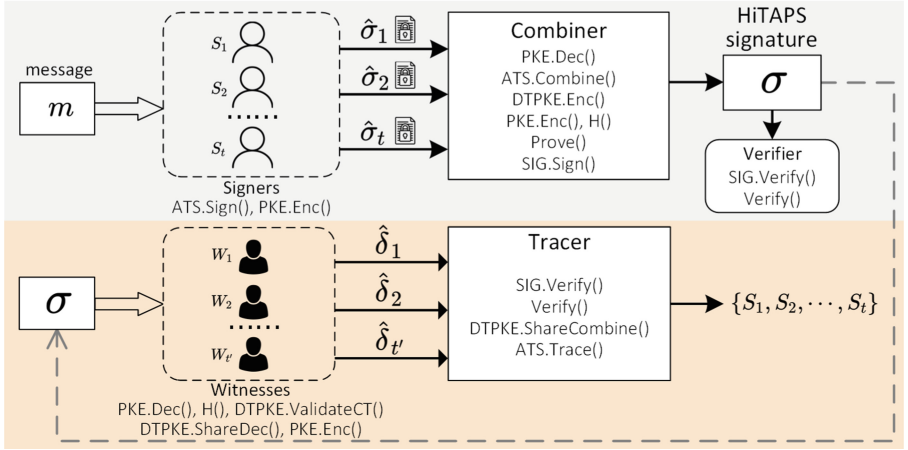 message
m
S₁
S₂
......
Sₜ
Signers
ATS.Sign(), PKE.Enc()
σ̂₁
σ̂₂
σ̂ₜ
Combiner
PKE.Dec()
ATS.Combine()
DTPKE.Enc()
PKE.Enc(), H()
Prove()
SIG.Sign()
HiTAPS
signature
σ
Verifier
SIG.Verify()
Verify()
σ
W₁
W₂
......
Wₜ′
Witnesses
PKE.Dec(), H(), DTPKE.ValidateCT()
DTPKE.ShareDec(), PKE.Enc()
δ̂₁
δ̂₂
δ̂ₜ′
Tracer
SIG.Verify()
Verify()
DTPKE.ShareCombine()
ATS.Trace()
{S₁, S₂, ⋯, Sₜ}